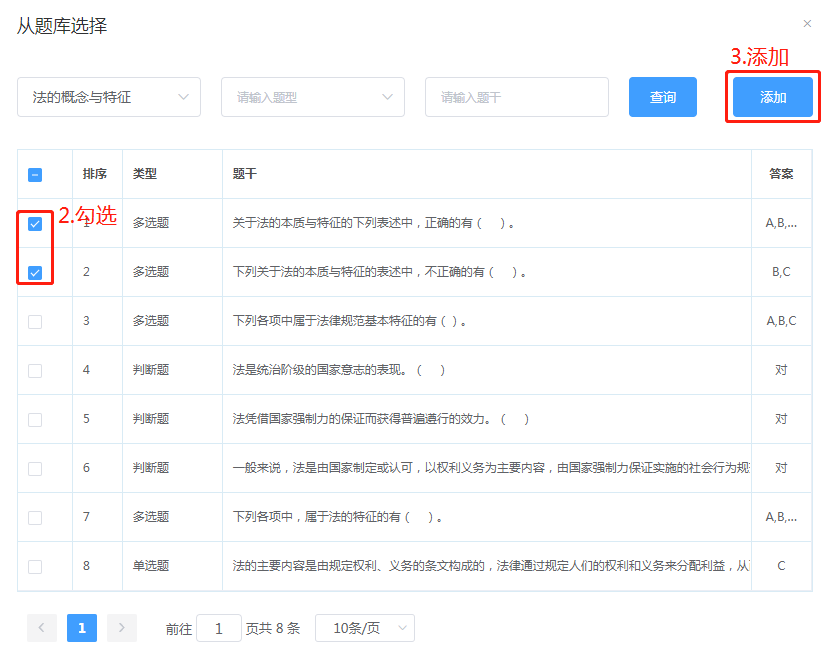 从题库选择
×
3.添加
法的概念与特征 请输入题型 请输入题干 查询 添加
排序 类型 题干 答案
2.勾选
1 多选题 关于法的本质与特征的下列表述中，正确的有（ ）。 A,B,...
2 多选题 下列关于法的本质与特征的表述中，不正确的有（ ）。 B,C
3 多选题 下列各项中属于法律规范基本特征的有（ ）。 A,B,C
4 判断题 法是统治阶级的国家意志的表现。（ ） 对
5 判断题 法凭借国家强制力的保证而获得普遍遵行的效力。（ ） 对
6 判断题 一般来说，法是由国家制定或认可，以权利义务为主要内容，由国家强制力保证实施的社会行为规 对
7 多选题 下列各项中，属于法的特征的有（ ）。 A,B,...
8 单选题 法的主要内容是由规定权利、义务的条文构成的，法律通过规定人们的权利和义务来分配利益，从 C
< 1 > 前往 1 页共 8 条 10条/页